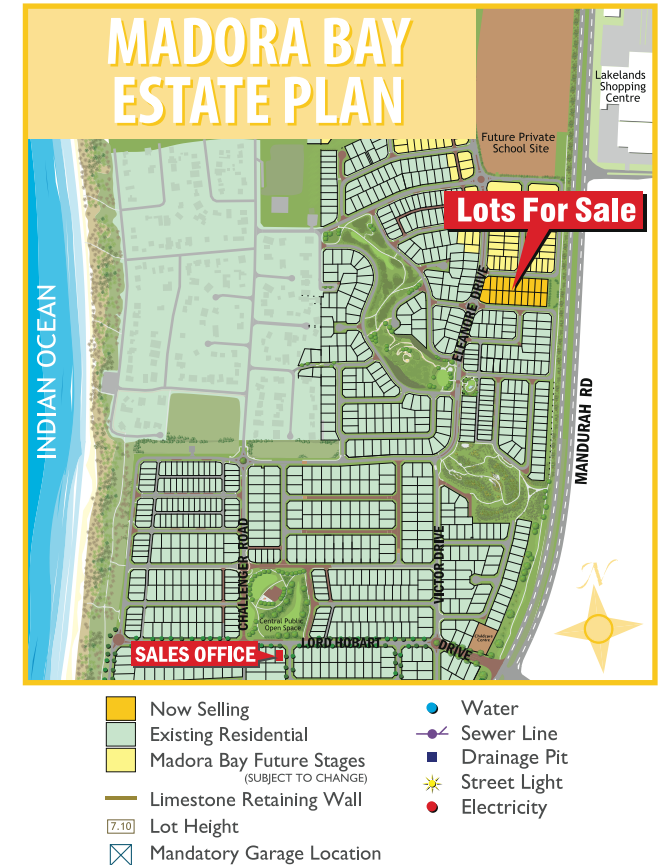 MADORA BAY
ESTATE PLAN
Lakelands
Shopping
Centre
Future Private
School Site
Lots For Sale
INDIAN OCEAN
ELEANORE DRIVE
MANDURAH RD
CHALLENGER ROAD
VICTOR DRIVE
N
Central Public
Open Space
Childcare
Centre
LORD HOBART DRIVE
SALES OFFICE
Now Selling
Existing Residential
Madora Bay Future Stages
(SUBJECT TO CHANGE)
Limestone Retaining Wall
7.10 Lot Height
Mandatory Garage Location
Water
Sewer Line
Drainage Pit
Street Light
Electricity